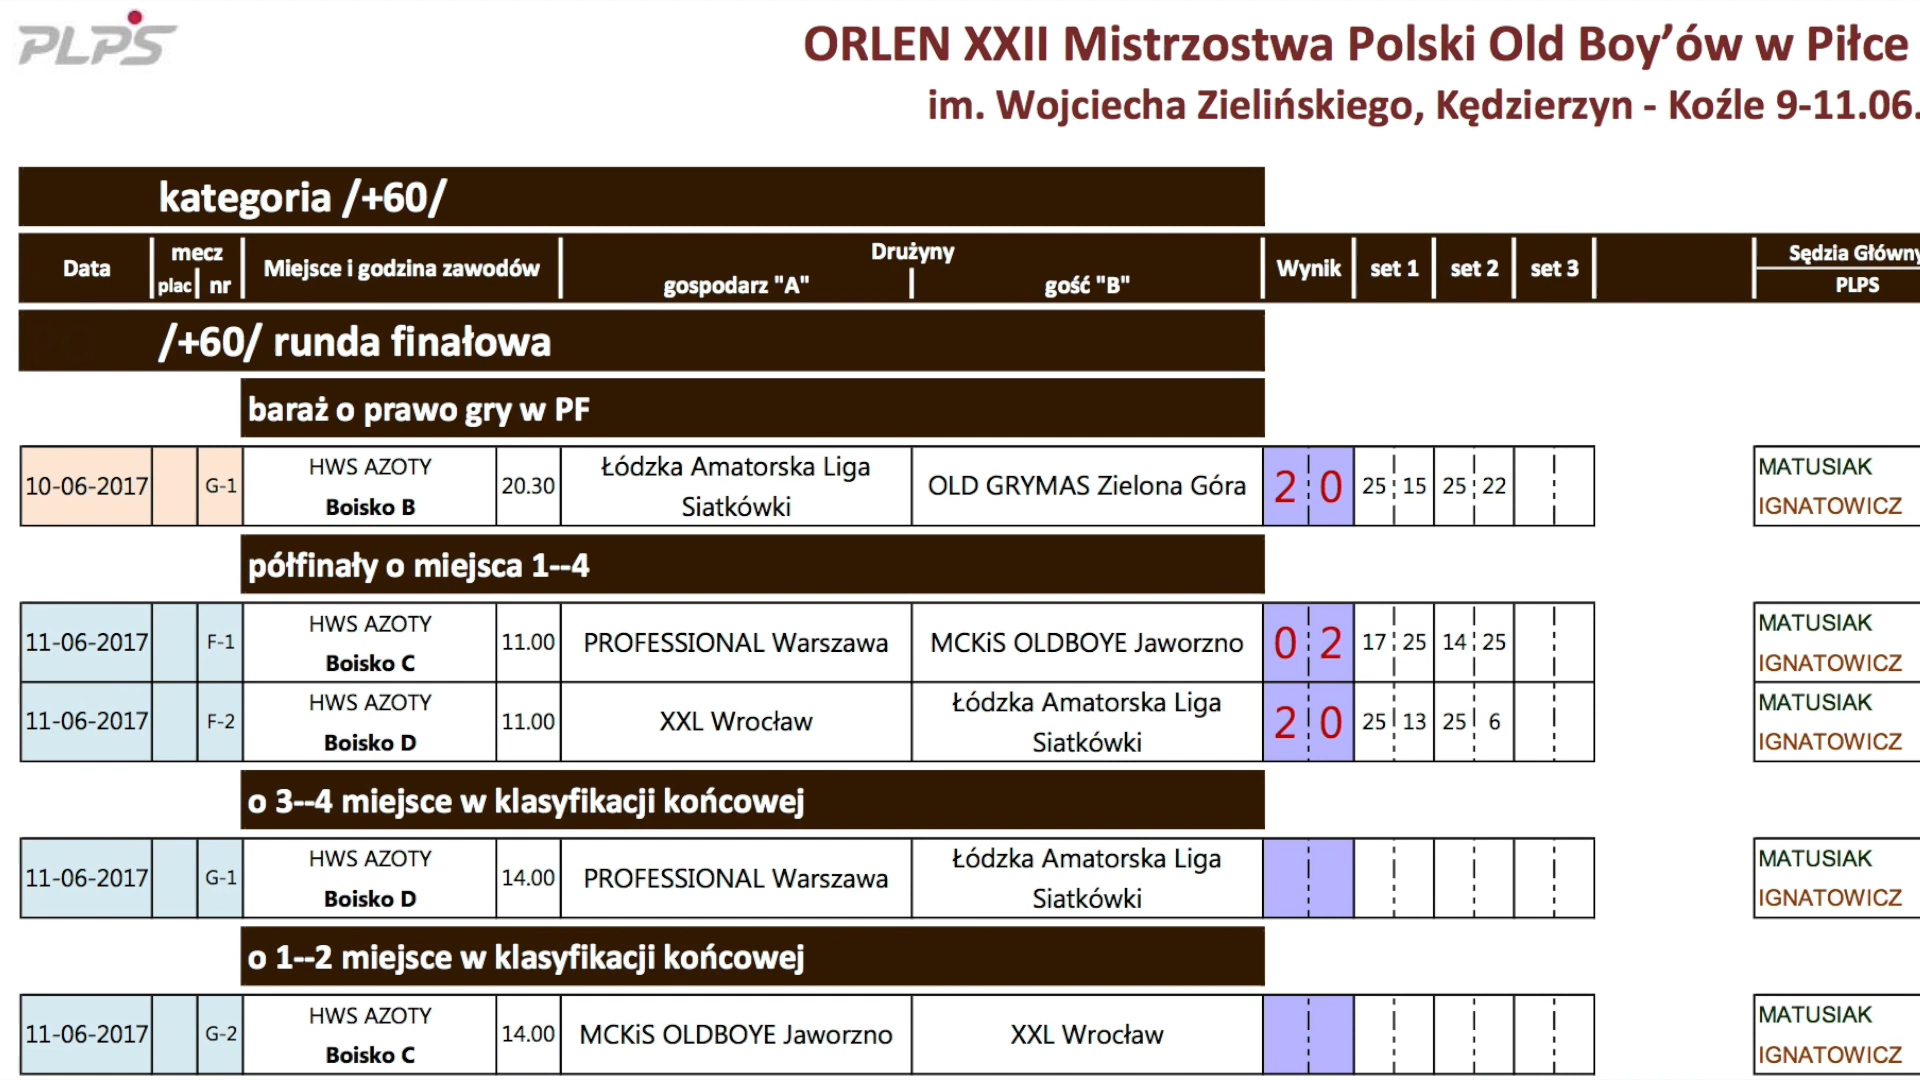 PLPS
ORLEN XXII Mistrzostwa Polski Old Boy’ów w Piłce
im. Wojciecha Zielińskiego, Kędzierzyn - Koźle 9-11.06.
kategoria /+60/
Data mecz plac nr Miejsce i godzina zawodów Drużyny gospodarz "A" gość "B" Wynik set 1 set 2 set 3 Sędzia Główny PLPS
/+60/ runda finałowa
baraż o prawo gry w PF
10-06-2017 G-1 HWS AZOTY Boisko B 20.30 Łódzka Amatorska Liga Siatkówki OLD GRYMAS Zielona Góra 2 0 25 15 25 22 MATUSIAK IGNATOWICZ
półfinały o miejsca 1--4
11-06-2017 F-1 HWS AZOTY Boisko C 11.00 PROFESSIONAL Warszawa MCKiS OLDBOYE Jaworzno 0 2 17 25 14 25 MATUSIAK IGNATOWICZ
11-06-2017 F-2 HWS AZOTY Boisko D 11.00 XXL Wrocław Łódzka Amatorska Liga Siatkówki 2 0 25 13 25 6 MATUSIAK IGNATOWICZ
o 3--4 miejsce w klasyfikacji końcowej
11-06-2017 G-1 HWS AZOTY Boisko D 14.00 PROFESSIONAL Warszawa Łódzka Amatorska Liga Siatkówki MATUSIAK IGNATOWICZ
o 1--2 miejsce w klasyfikacji końcowej
11-06-2017 G-2 HWS AZOTY Boisko C 14.00 MCKiS OLDBOYE Jaworzno XXL Wrocław MATUSIAK IGNATOWICZ